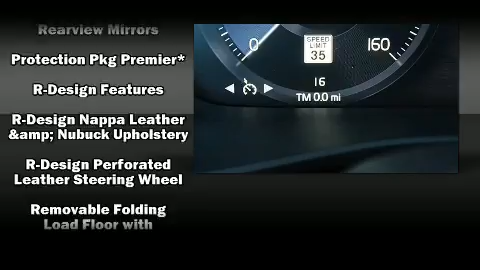 Rearview Mirrors
Protection Pkg Premier*
R-Design Features
R-Design Nappa Leather
&amp; Nubuck Upholstery
R-Design Perforated
Leather Steering Wheel
Removable Folding
Load Floor with
0
SPEED
LIMIT
35
160
16
TM 0.0 mi